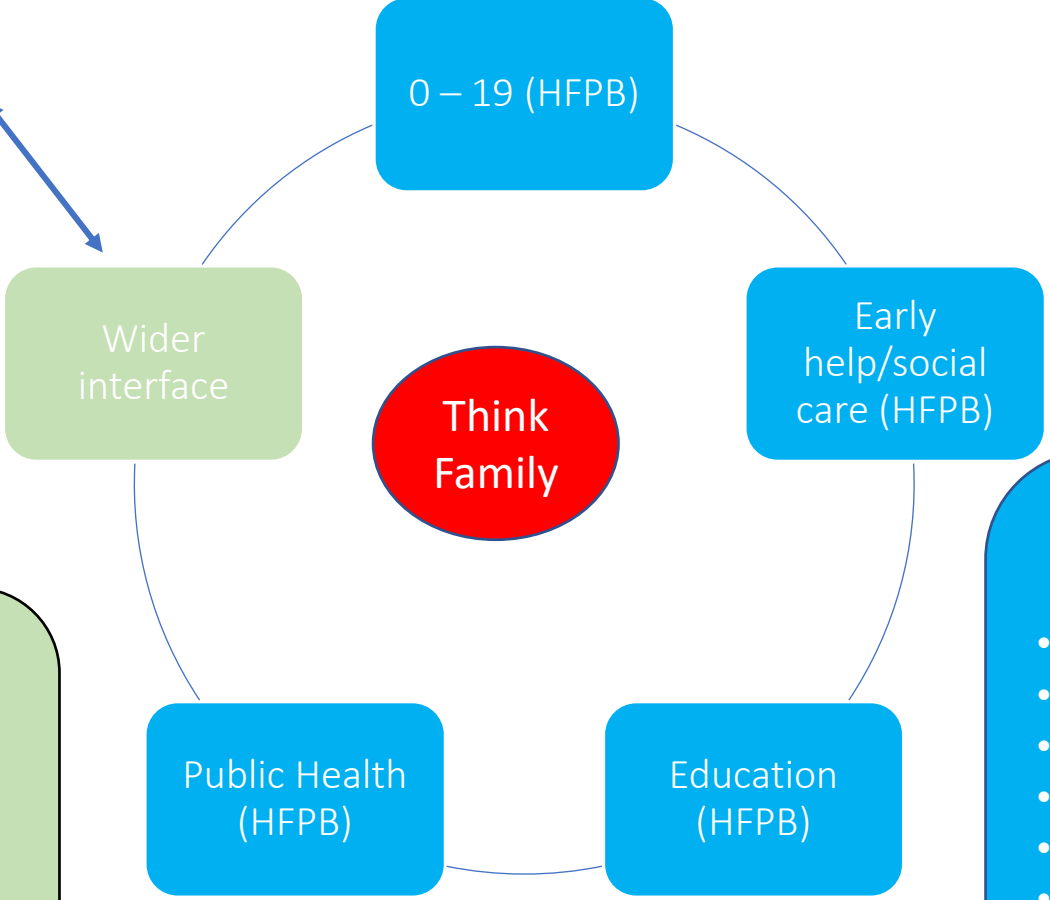 0 – 19 (HFPB)
Early
help/social
care (HFPB)
Wider
interface
Think
Family
Public Health
(HFPB)
Education
(HFPB)